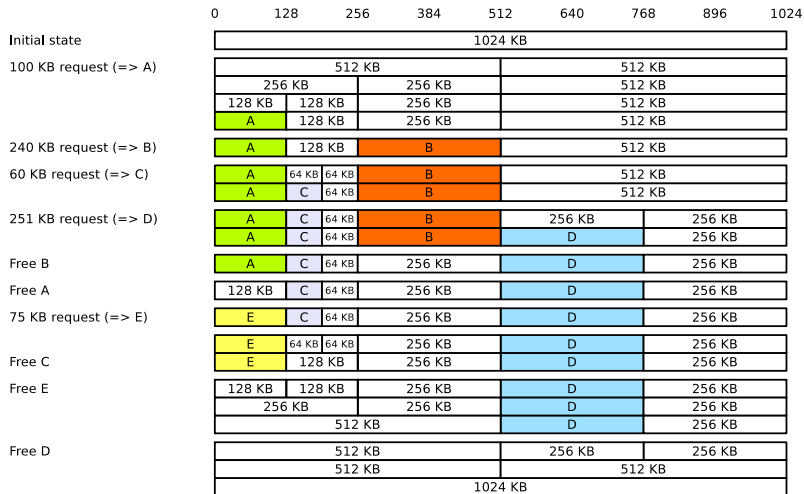 0 128 256 384 512 640 768 896 1024
Initial state 1024 KB
100 KB request (=> A) 512 KB 512 KB
256 KB 256 KB 512 KB
128 KB 128 KB 256 KB 512 KB
A 128 KB 256 KB 512 KB
240 KB request (=> B) A 128 KB B 512 KB
60 KB request (=> C) A 64 KB 64 KB B 512 KB
A C 64 KB B 512 KB
251 KB request (=> D) A C 64 KB B 256 KB 256 KB
A C 64 KB B D 256 KB
Free B A C 64 KB 256 KB D 256 KB
Free A 128 KB C 64 KB 256 KB D 256 KB
75 KB request (=> E) E C 64 KB 256 KB D 256 KB
E 64 KB 64 KB 256 KB D 256 KB
Free C E 128 KB 256 KB D 256 KB
Free E 128 KB 128 KB 256 KB D 256 KB
256 KB 256 KB D 256 KB
512 KB D 256 KB
Free D 512 KB 256 KB 256 KB
512 KB 512 KB
1024 KB